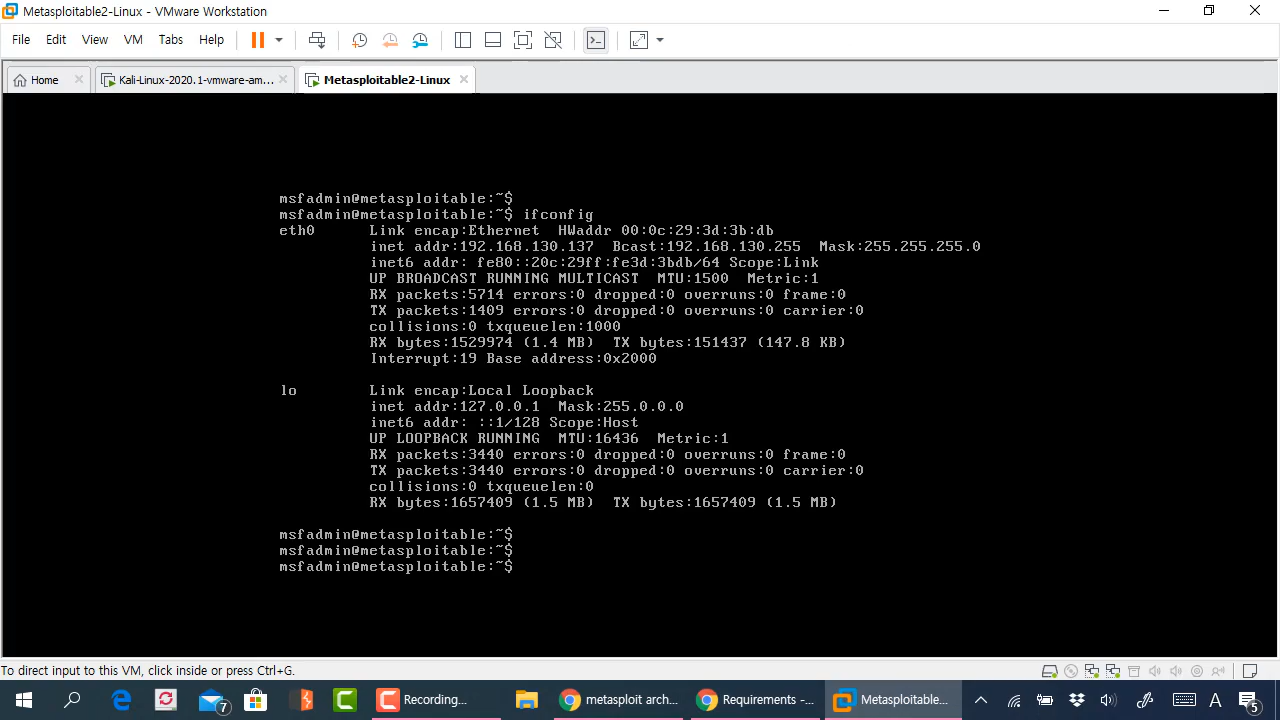 Metasploitable2-Linux - VMware Workstation
File Edit View VM Tabs Help
Home Kali-Linux-2020.1-vmware-am... Metasploitable2-Linux
msfadmin@metasploitable:~$
msfadmin@metasploitable:~$ ifconfig
eth0 Link encap:Ethernet HWaddr 00:0c:29:3d:3b:db
inet addr:192.168.130.137 Bcast:192.168.130.255 Mask:255.255.255.0
inet6 addr: fe80::20c:29ff:fe3d:3bdb/64 Scope:Link
UP BROADCAST RUNNING MULTICAST MTU:1500 Metric:1
RX packets:5714 errors:0 dropped:0 overruns:0 frame:0
TX packets:1409 errors:0 dropped:0 overruns:0 carrier:0
collisions:0 txqueuelen:1000
RX bytes:1529974 (1.4 MB) TX bytes:151437 (147.8 KB)
Interrupt:19 Base address:0x2000
lo Link encap:Local Loopback
inet addr:127.0.0.1 Mask:255.0.0.0
inet6 addr: ::1/128 Scope:Host
UP LOOPBACK RUNNING MTU:16436 Metric:1
RX packets:3440 errors:0 dropped:0 overruns:0 frame:0
TX packets:3440 errors:0 dropped:0 overruns:0 carrier:0
collisions:0 txqueuelen:0
RX bytes:1657409 (1.5 MB) TX bytes:1657409 (1.5 MB)
msfadmin@metasploitable:~$
msfadmin@metasploitable:~$
msfadmin@metasploitable:~$
To direct input to this VM, click inside or press Ctrl+G.
7 Recording... metasploit arch... Requirements -... Metasploitable... A 5